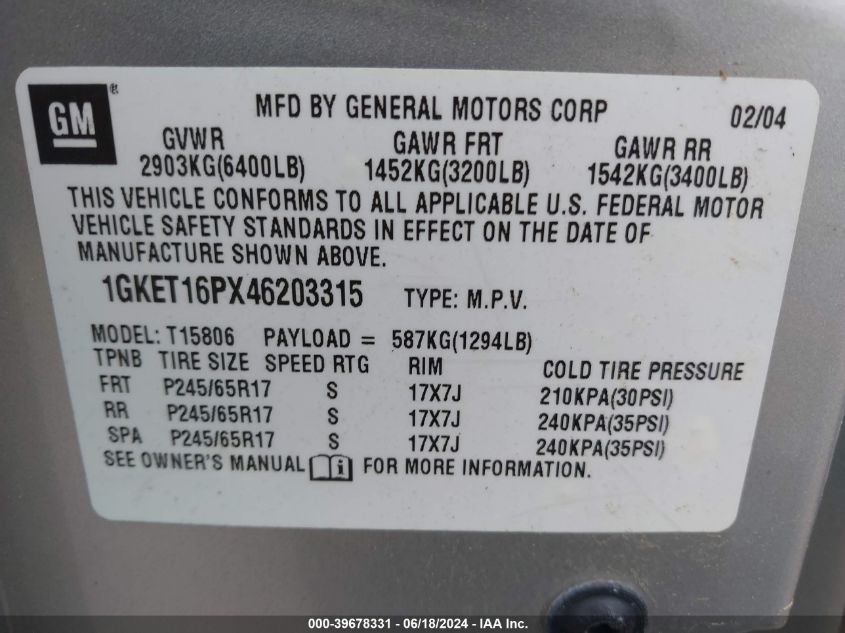 GM®
MFD BY GENERAL MOTORS CORP 02/04
GVWR GAWR FRT GAWR RR
2903KG(6400LB) 1452KG(3200LB) 1542KG(3400LB)
THIS VEHICLE CONFORMS TO ALL APPLICABLE U.S. FEDERAL MOTOR
VEHICLE SAFETY STANDARDS IN EFFECT ON THE DATE OF
MANUFACTURE SHOWN ABOVE.
1GKET16PX46203315 TYPE: M.P.V.
MODEL: T15806 PAYLOAD = 587KG(1294LB)
TPNB TIRE SIZE SPEED RTG RIM COLD TIRE PRESSURE
FRT P245/65R17 S 17X7J 210KPA(30PSI)
RR P245/65R17 S 17X7J 240KPA(35PSI)
SPA P245/65R17 S 17X7J 240KPA(35PSI)
SEE OWNER'S MANUAL i FOR MORE INFORMATION.
000-39678331 - 06/18/2024 - IAA Inc.